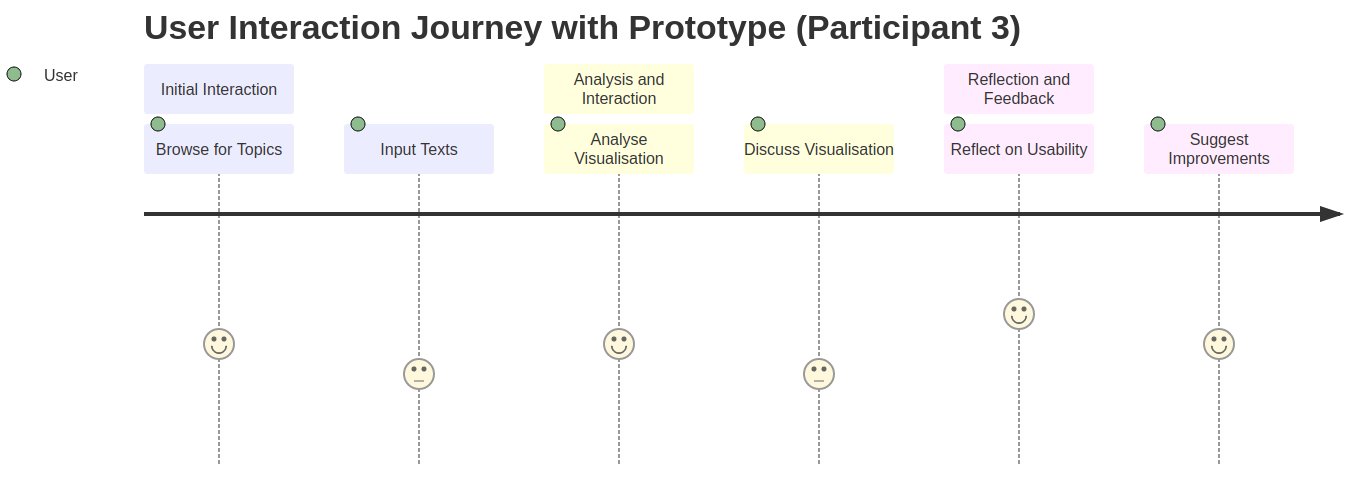 User Interaction Journey with Prototype (Participant 3)
User
Initial Interaction
Analysis and
Interaction
Reflection and
Feedback
Browse for Topics
Input Texts
Analyse
Visualisation
Discuss Visualisation
Reflect on Usability
Suggest
Improvements